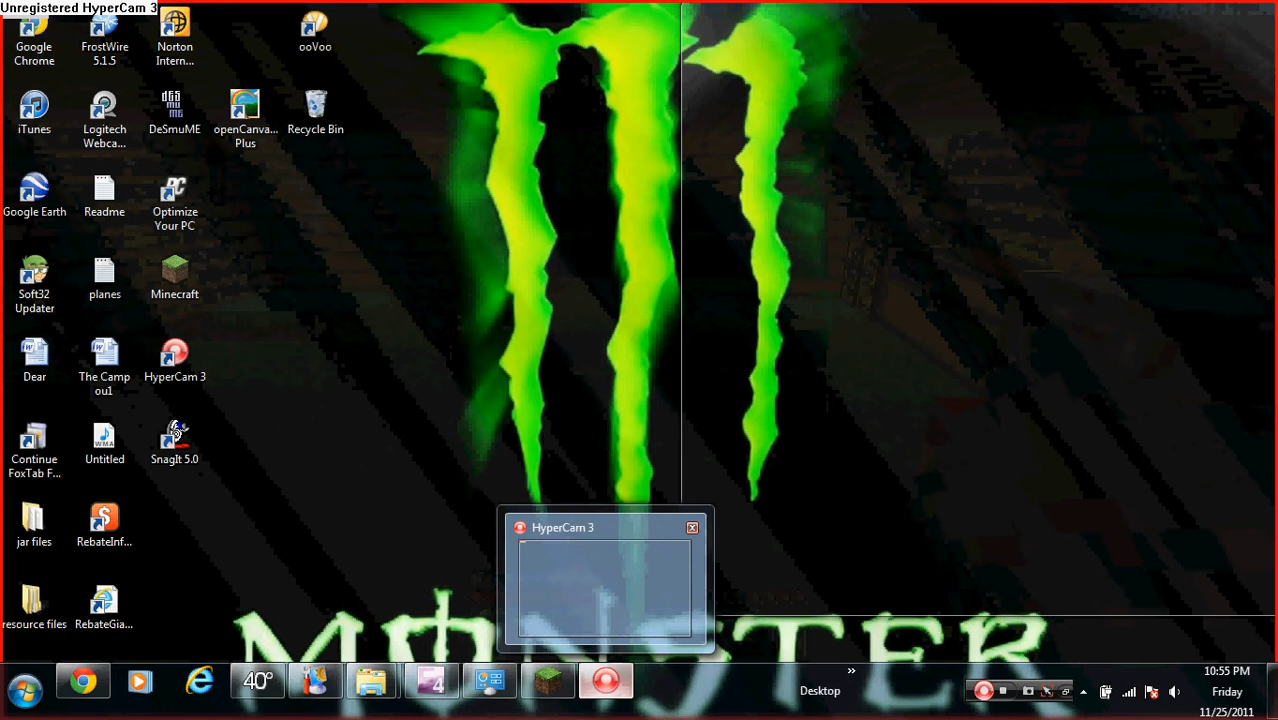 Unregistered HyperCam 3
Google
Chrome
FrostWire
5.1.5
Norton
Intern...
ooVoo
iTunes
Logitech
Webca...
DeSmuME
openCanva...
Plus
Recycle Bin
Google Earth
Readme
Optimize
Your PC
Soft32
Updater
planes
Minecraft
Dear
The Camp
ou1
HyperCam 3
Continue
FoxTab F...
Untitled
SnagIt 5.0
jar files
RebateInf...
resource files
RebateGia...
HyperCam 3
MONSTER
40°
Desktop
»
10:55 PM
Friday
11/25/2011